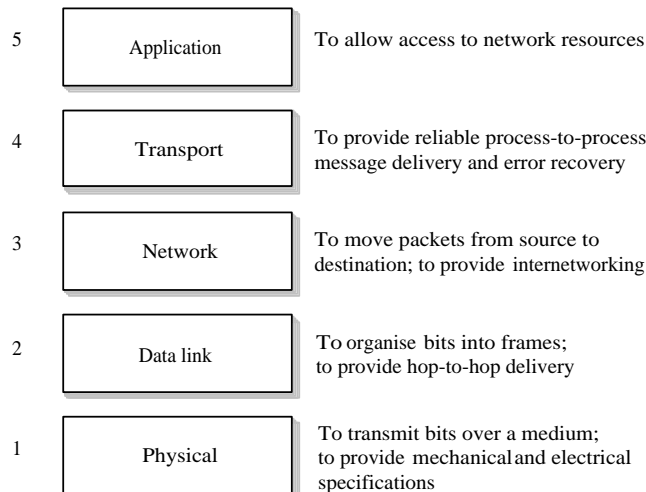 5
Application
To allow access to network resources
4
Transport
To provide reliable process-to-process
message delivery and error recovery
3
Network
To move packets from source to
destination; to provide internetworking
2
Data link
To organise bits into frames;
to provide hop-to-hop delivery
1
Physical
To transmit bits over a medium;
to provide mechanical and electrical
specifications